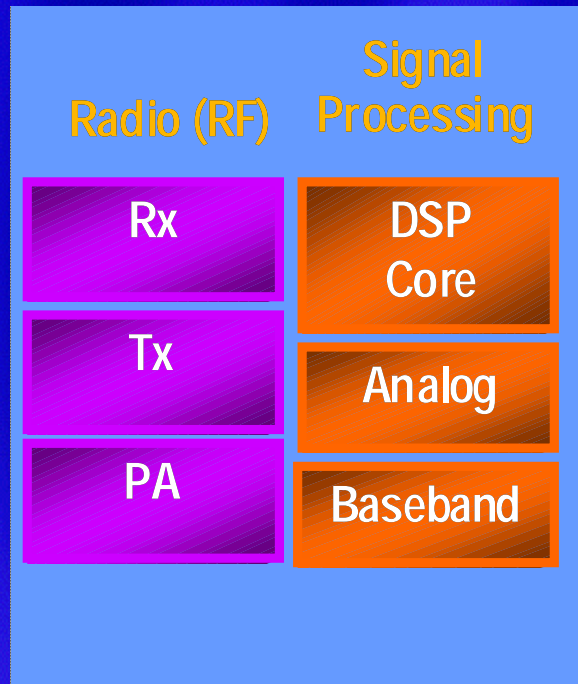 Radio (RF)
Rx
Tx
PA
Signal
Processing
DSP
Core
Analog
Baseband